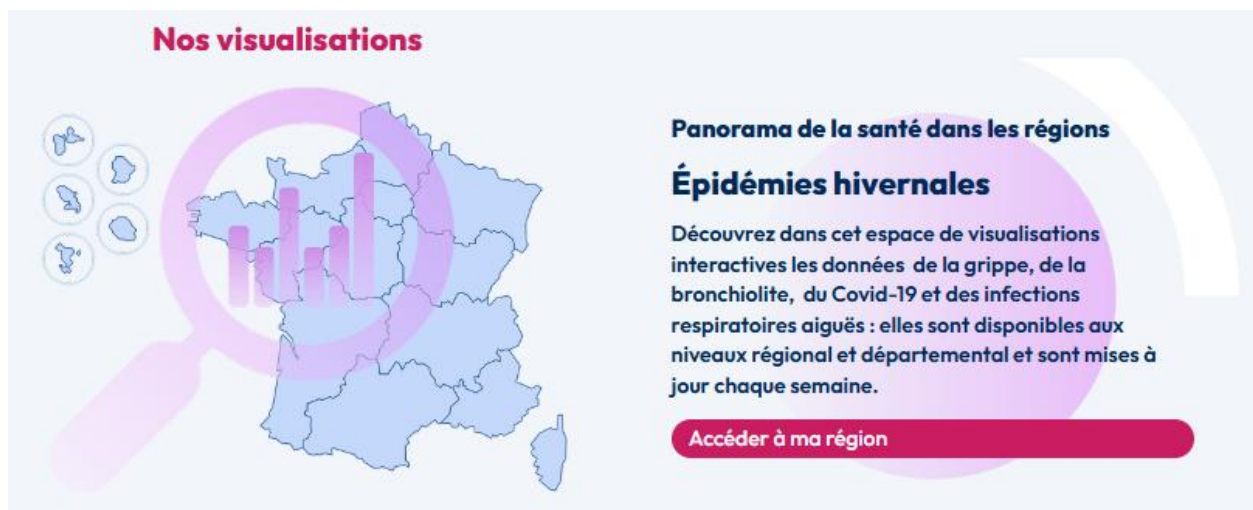 Nos visualisations
Panorama de la santé dans les régions
Épidémies hivernales
Découvrez dans cet espace de visualisations
interactives les données de la grippe, de la
bronchiolite, du Covid-19 et des infections
respiratoires aiguës : elles sont disponibles aux
niveaux régional et départemental et sont mises à
jour chaque semaine.
Accéder à ma région